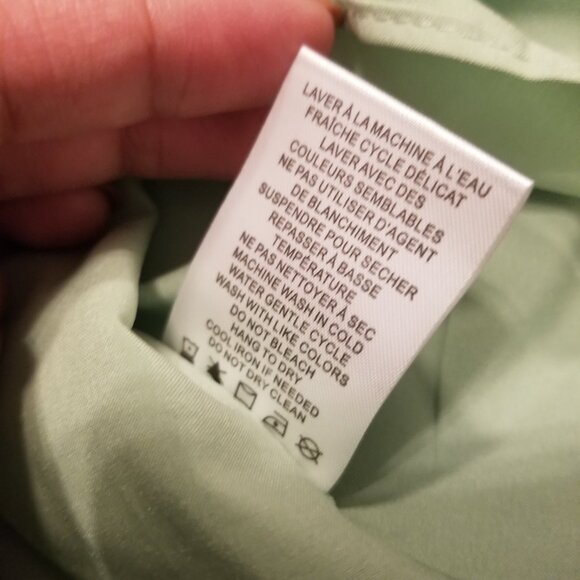 LAVER À LA MACHINE À L'EAU
FRAÎCHE CYCLE DÉLICAT
LAVER AVEC DES
COULEURS SEMBLABLES
NE PAS UTILISER D'AGENT
DE BLANCHIMENT
SUSPENDRE POUR SECHER
REPASSER À BASSE
TEMPÉRATURE
NE PAS NETTOYER À SEC
MACHINE WASH IN COLD
WATER GENTLE CYCLE
WASH WITH LIKE COLORS
DO NOT BLEACH
HANG TO DRY
COOL IRON IF NEEDED
DO NOT DRY CLEAN